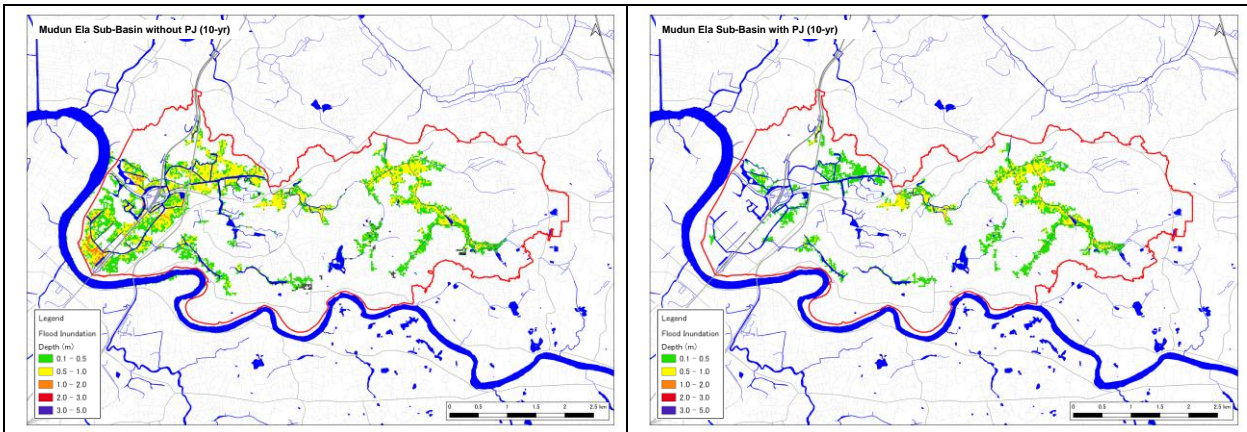 Mudun Ela Sub-Basin without PJ (10-yr)
Legend
Flood Inundation
Depth (m)
0.1 - 0.5
0.5 - 1.0
1.0 - 2.0
2.0 - 3.0
3.0 - 5.0
0 0.5 1 1.5 2 2.5 km
Mudun Ela Sub-Basin with PJ (10-yr)
Legend
Flood Inundation
Depth (m)
0.1 - 0.5
0.5 - 1.0
1.0 - 2.0
2.0 - 3.0
3.0 - 5.0
0 0.5 1 1.5 2 2.5 km